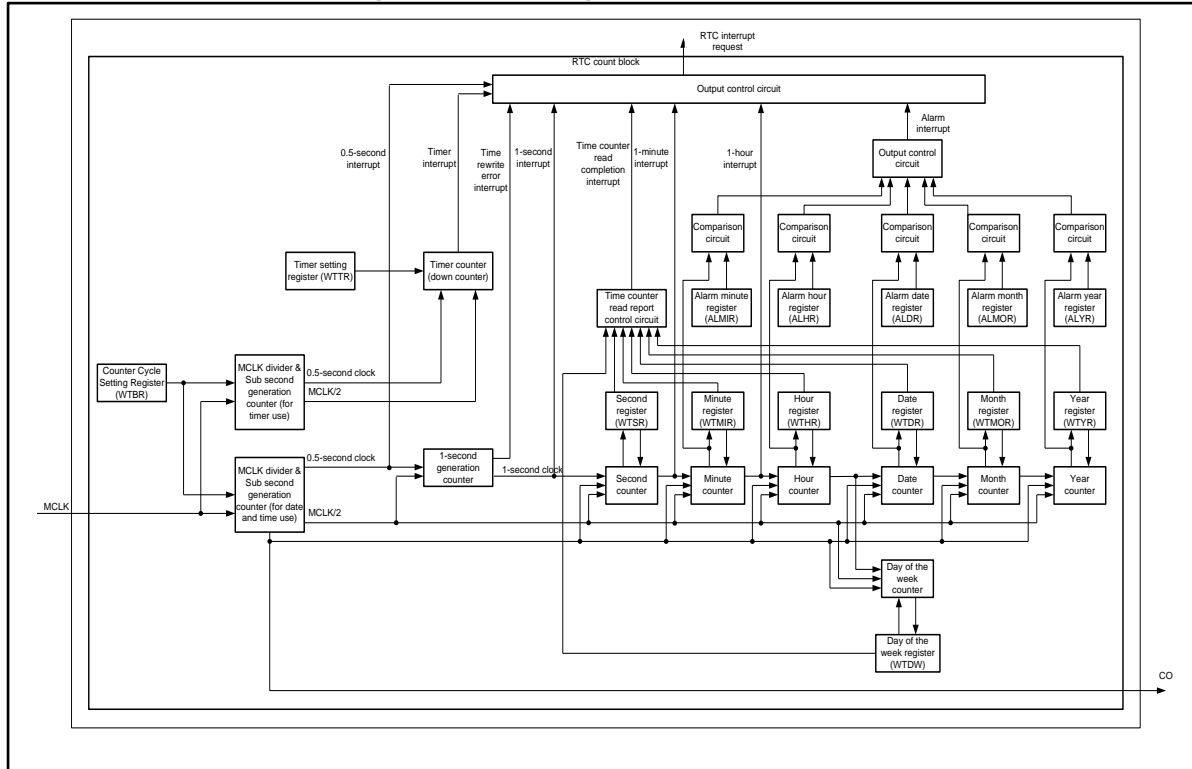 RTC interrupt
request
RTC count block
Output control circuit
0.5-second
interrupt
Timer
interrupt
Time
rewrite
error
interrupt
1-second
interrupt
Time counter
read
completion
interrupt
1-minute
interrupt
1-hour
interrupt
Alarm
interrupt
Output control
circuit
Comparison
circuit
Comparison
circuit
Comparison
circuit
Comparison
circuit
Comparison
circuit
Timer setting
register (WTTR)
Timer counter
(down counter)
Time counter
read report
control circuit
Alarm minute
register
(ALMIR)
Alarm hour
register
(ALHR)
Alarm date
register
(ALDR)
Alarm month
register
(ALMOR)
Alarm year
register
(ALYR)
Counter Cycle
Setting Register
(WTBR)
MCLK divider &
Sub second
generation
counter (for
timer use)
0.5-second clock
MCLK/2
Second
register
(WTSR)
Minute
register
(WTMIR)
Hour
register
(WTHR)
Date
register
(WTDR)
Month
register
(WTMOR)
Year
register
(WTYR)
MCLK
MCLK divider &
Sub second
generation
counter (for date
and time use)
0.5-second clock
MCLK/2
1-second
generation
counter
1-second clock
Second
counter
Minute
counter
Hour
counter
Date
counter
Month
counter
Year
counter
Day of the
week
counter
Day of the
week register
(WTDW)
CO